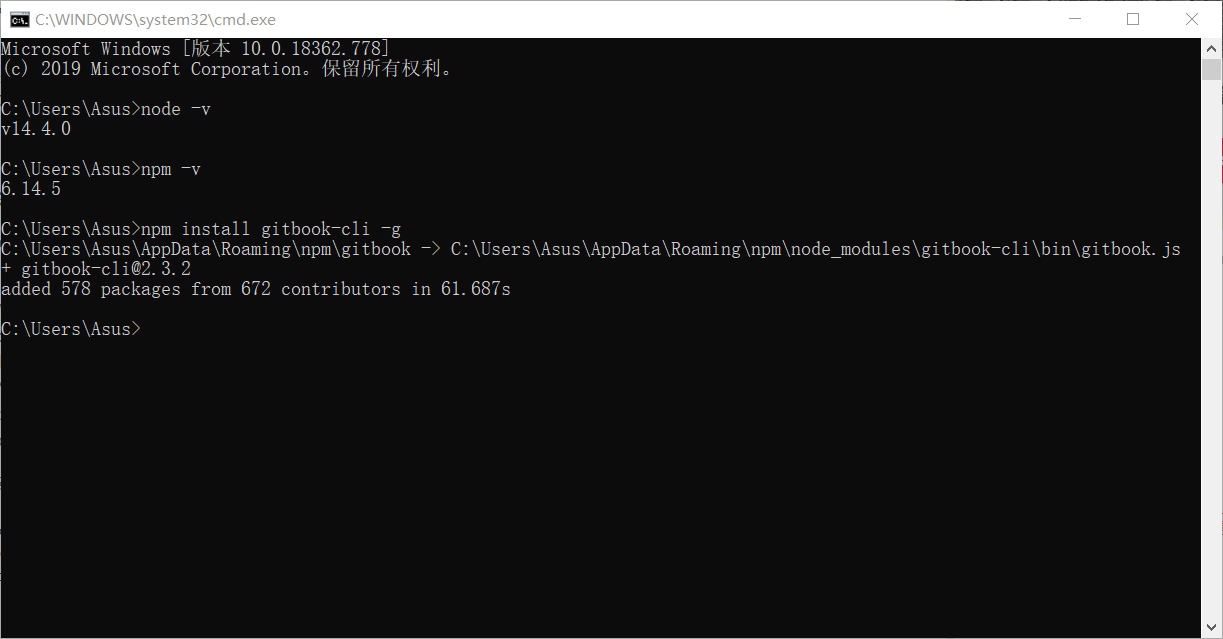 C:\WINDOWS\system32\cmd.exe
Microsoft Windows [版本 10.0.18362.778]
(c) 2019 Microsoft Corporation。保留所有权利。
C:\Users\Asus>node -v
v14.4.0
C:\Users\Asus>npm -v
6.14.5
C:\Users\Asus>npm install gitbook-cli -g
C:\Users\Asus\AppData\Roaming\npm\gitbook -> C:\Users\Asus\AppData\Roaming\npm\node_modules\gitbook-cli\bin\gitbook.js
+ gitbook-cli@2.3.2
added 578 packages from 672 contributors in 61.687s
C:\Users\Asus>